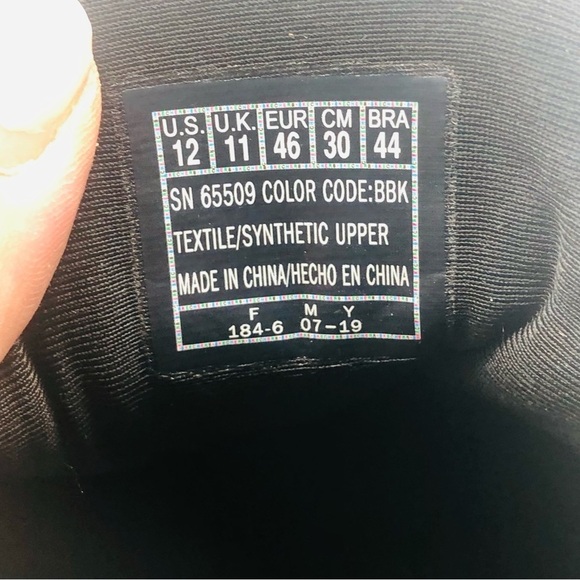 U.S. U.K. EUR CM BRA
12 11 46 30 44
SN 65509 COLOR CODE:BBK
TEXTILE/SYNTHETIC UPPER
MADE IN CHINA/HECHO EN CHINA
F M Y
184-6 07-19